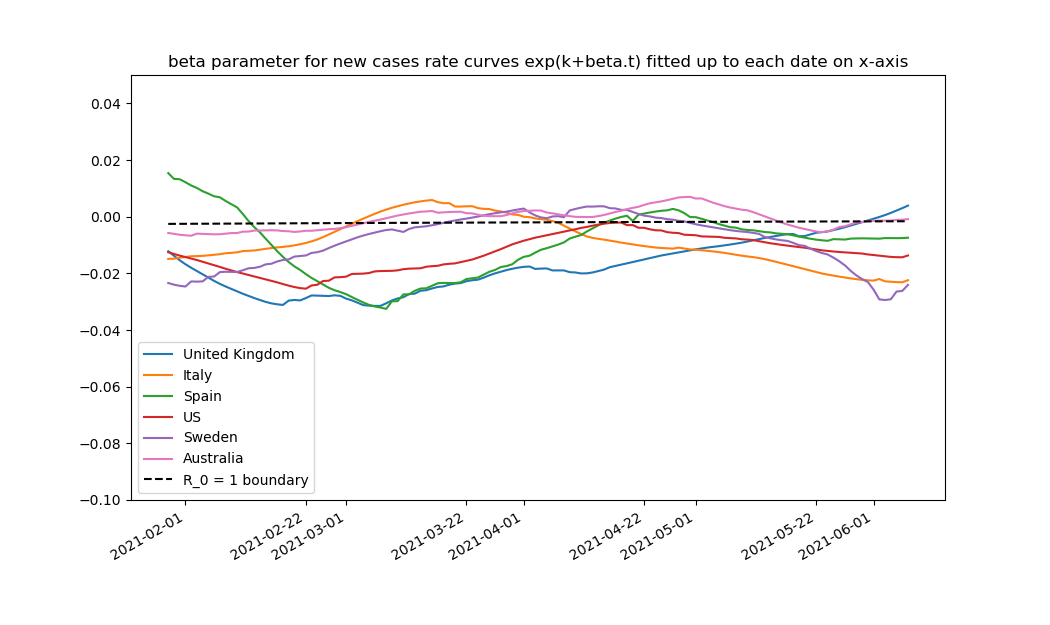 beta parameter for new cases rate curves exp(k+beta.t) fitted up to each date on x-axis
0.04
0.02
0.00
−0.02
−0.04
−0.06
−0.08
−0.10
United Kingdom
Italy
Spain
US
Sweden
Australia
R_0 = 1 boundary
2021-02-01
2021-02-22
2021-03-01
2021-03-22
2021-04-01
2021-04-22
2021-05-01
2021-05-22
2021-06-01